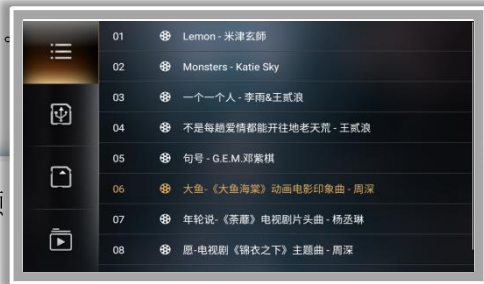 。
01 Lemon - 米津玄師
02 Monsters - Katie Sky
03 一个一个人 - 李雨&王贰浪
04 不是每趟爱情都能开往地老天荒 - 王贰浪
05 句号 - G.E.M.邓紫棋
06 大鱼-《大鱼海棠》动画电影印象曲 - 周深
07 年轮说-《荼蘼》电视剧片头曲 - 杨丞琳
08 愿-电视剧《锦衣之下》主题曲 - 周深